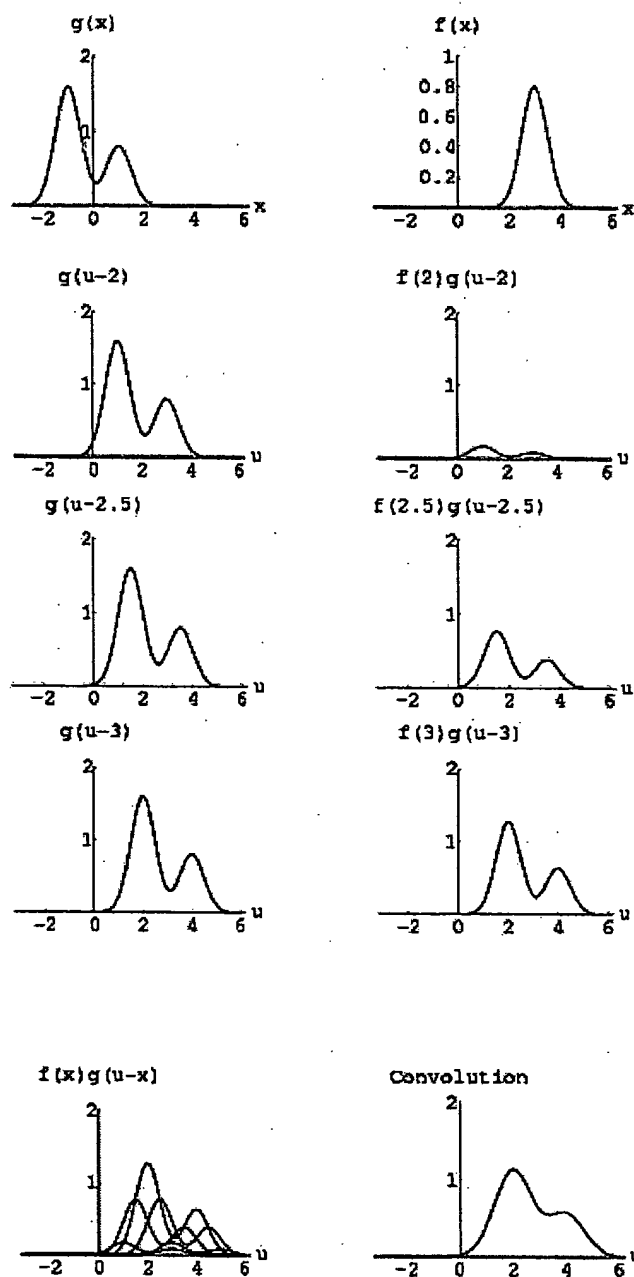 g(x)
f(x)
2
1
-2 0 2 4 6 x
1
0.8
0.6
0.4
0.2
0 2 4 6 x
g(u-2)
f(2)g(u-2]
2
1
-2 0 2 4 6 u
2
1
-2 0 2 4 6 u
g(u-2.5)
f(2.5)g(u-2.5)
2
1
-2 0 2 4 6 u
2
1
-2 0 2 4 6 u
g(u-3)
f(3)g(u-3]
2
1
-2 0 2 4 6 u
2
1
-2 0 2 4 6 u
f(x)g(u-x]
Convolution
2
1
0 2 4 6 u
2
1
0 2 4 6 u